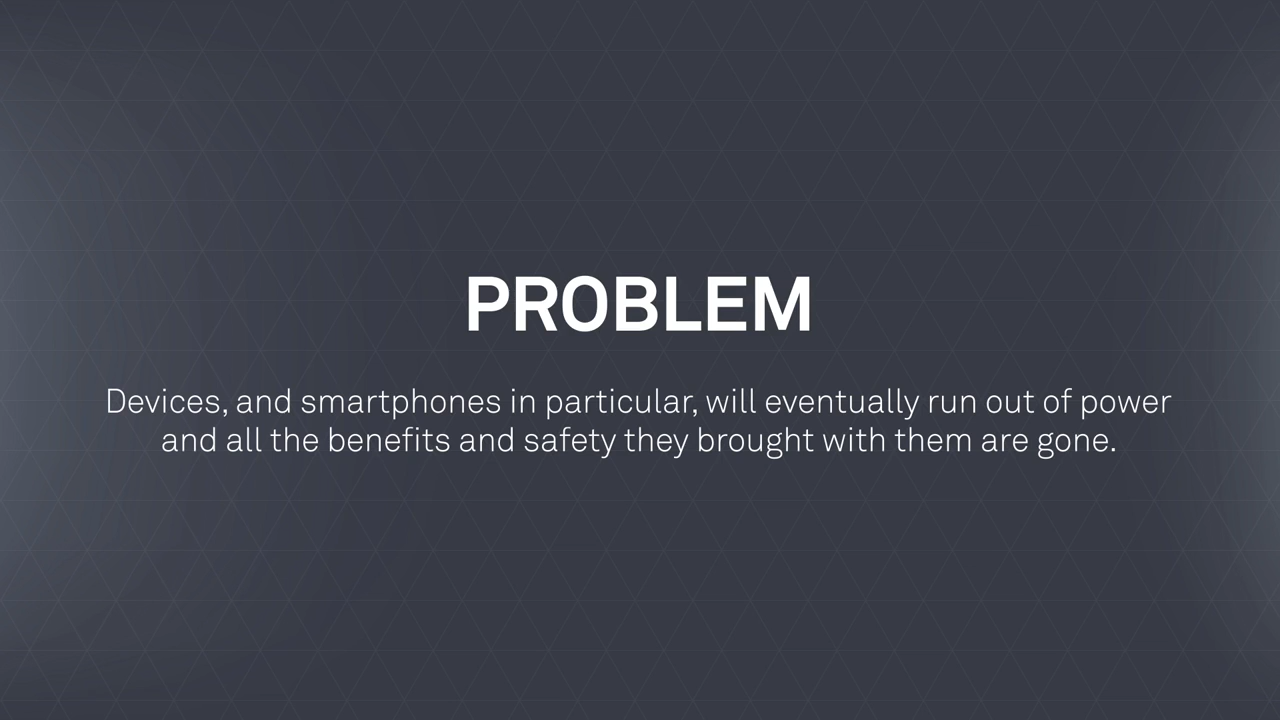 PROBLEM
Devices, and smartphones in particular, will eventually run out of power
and all the benefits and safety they brought with them are gone.